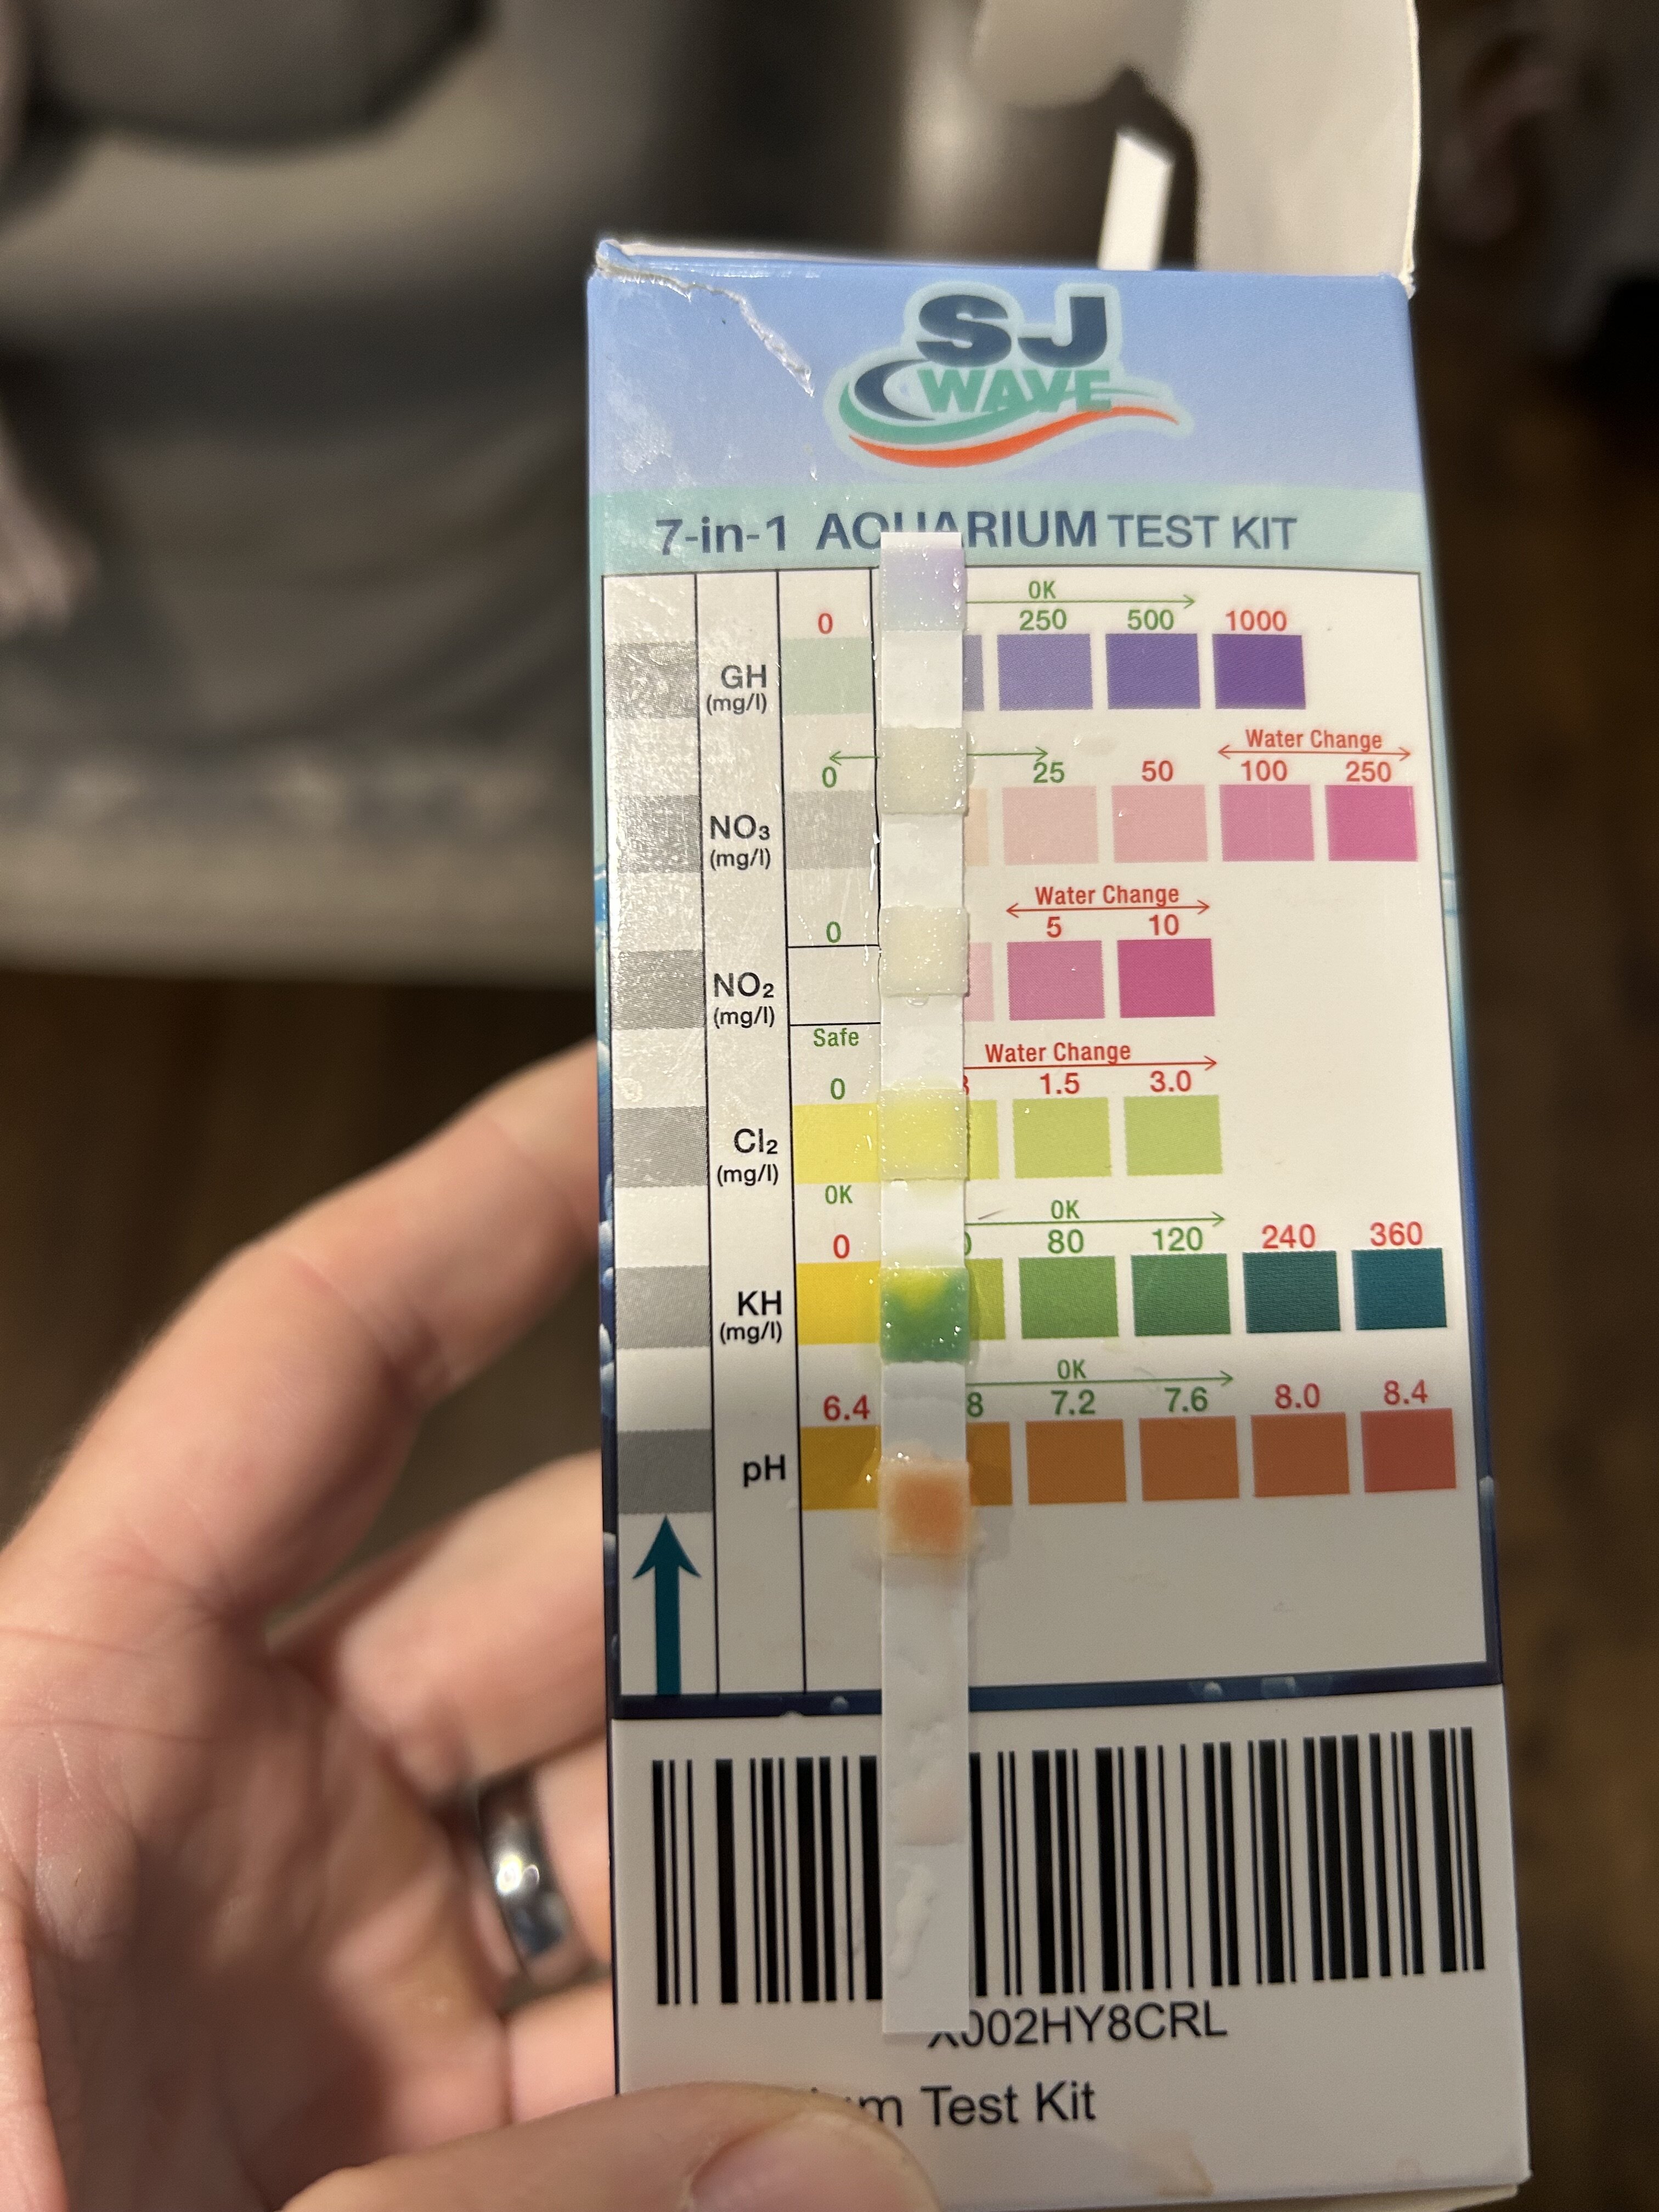 SJ
WAVE
7-in-1 AQUARIUM TEST KIT
OK
0 250 500 1000
GH
(mg/l)
Water Change
0 25 50 100 250
NO₃
(mg/l)
Water Change
0 5 10
NO₂
(mg/l)
Safe
Water Change
0 1.5 3.0
Cl₂
(mg/l)
OK
OK
0 80 120 240 360
KH
(mg/l)
OK
6.4 8 7.2 7.6 8.0 8.4
pH
X002HY8CRL
Test Kit